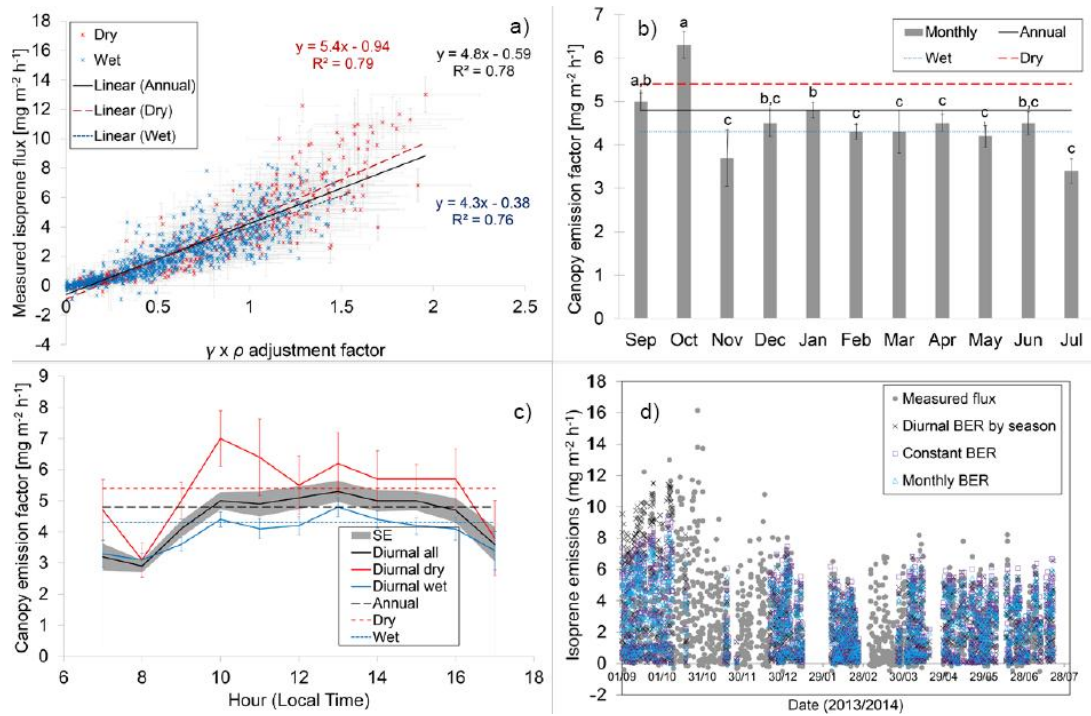 a)
18
16
14
12
10
8
6
4
2
0
-2
-4
Measured isoprene flux [mg m⁻² h⁻¹]
Dry
Wet
Linear (Annual)
Linear (Dry)
Linear (Wet)
y = 5.4x - 0.94
R² = 0.79
y = 4.8x - 0.59
R² = 0.78
y = 4.3x - 0.38
R² = 0.76
0 0.5 1 1.5 2 2.5
γ x ρ adjustment factor
b)
7
6
5
4
3
2
1
0
Canopy emission factor [mg m⁻² h⁻¹]
Monthly
Annual
Wet
Dry
a,b a c b,c c c c c c b,c c
Sep Oct Nov Dec Jan Feb Mar Apr May Jun Jul
c)
9
8
7
6
5
4
3
2
1
0
Canopy emission factor [mg m⁻² h⁻¹]
SE
Diurnal all
Diurnal dry
Diurnal wet
Annual
Dry
Wet
6 8 10 12 14 16 18
Hour (Local Time)
d)
18
16
14
12
10
8
6
4
2
0
-2
Isoprene emissions (mg m⁻² h⁻¹)
Measured flux
Diurnal BER by season
Constant BER
Monthly BER
01/09 01/10 31/10 30/11 30/12 29/01 28/02 30/03 29/04 29/05 28/06 28/07
Date (2013/2014)